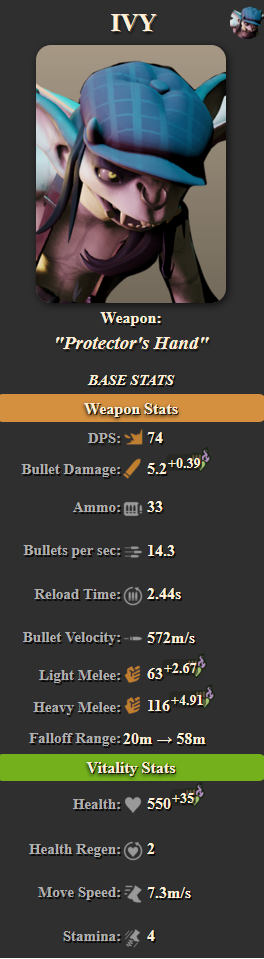 IVY
Weapon:
"Protector's Hand"
BASE STATS
Weapon Stats
DPS: 74
Bullet Damage: 5.2+0.39
Ammo: 33
Bullets per sec: 14.3
Reload Time: 2.44s
Bullet Velocity: 572m/s
Light Melee: 63+2.67
Heavy Melee: 116+4.91
Falloff Range: 20m → 58m
Vitality Stats
Health: 550+35
Health Regen: 2
Move Speed: 7.3m/s
Stamina: 4